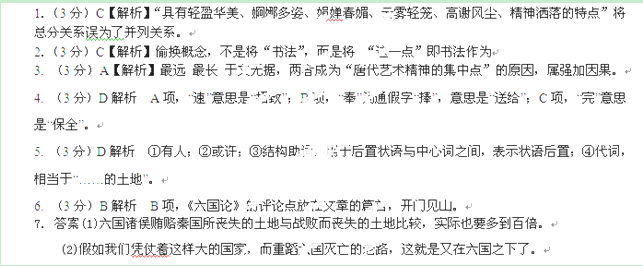 1.（3分）C【解析】“具有轻盈华美、婀娜多姿、婵媛春媚、云雾轻笼、高谢风尘、精神洒落的特点”将
总分关系误为了并列关系。
2.（3分）C【解析】偷换概念，不是将“书法”，而是将 “这一点”即书法作为
3. （3分）A【解析】最远 最长 于史无据，两者成为“唐代艺术精神的集中点”的原因，属强加因果。
4. （3分）D 解析 A项，“速”意思是“招致”；B项，“奉”为通假字“捧”，意思是“送给”；C项，“完”意思
是“保全”。
5. （3分）D 解析 ①有人；②或许；③结构助词，用于后置状语与中心词之间，表示状语后置；④代词，
相当于“……的土地”。
6. （3分）B 解析 B项，《六国论》的评论点放在文章的篇首，开门见山。
7. 答案(1)六国诸侯贿赂秦国所丧失的土地与战败而丧失的土地比较，实际也要多到百倍。
(2)假如我们凭仗着这样大的国家，而重蹈六国灭亡的老路，这就是又在六国之下了。